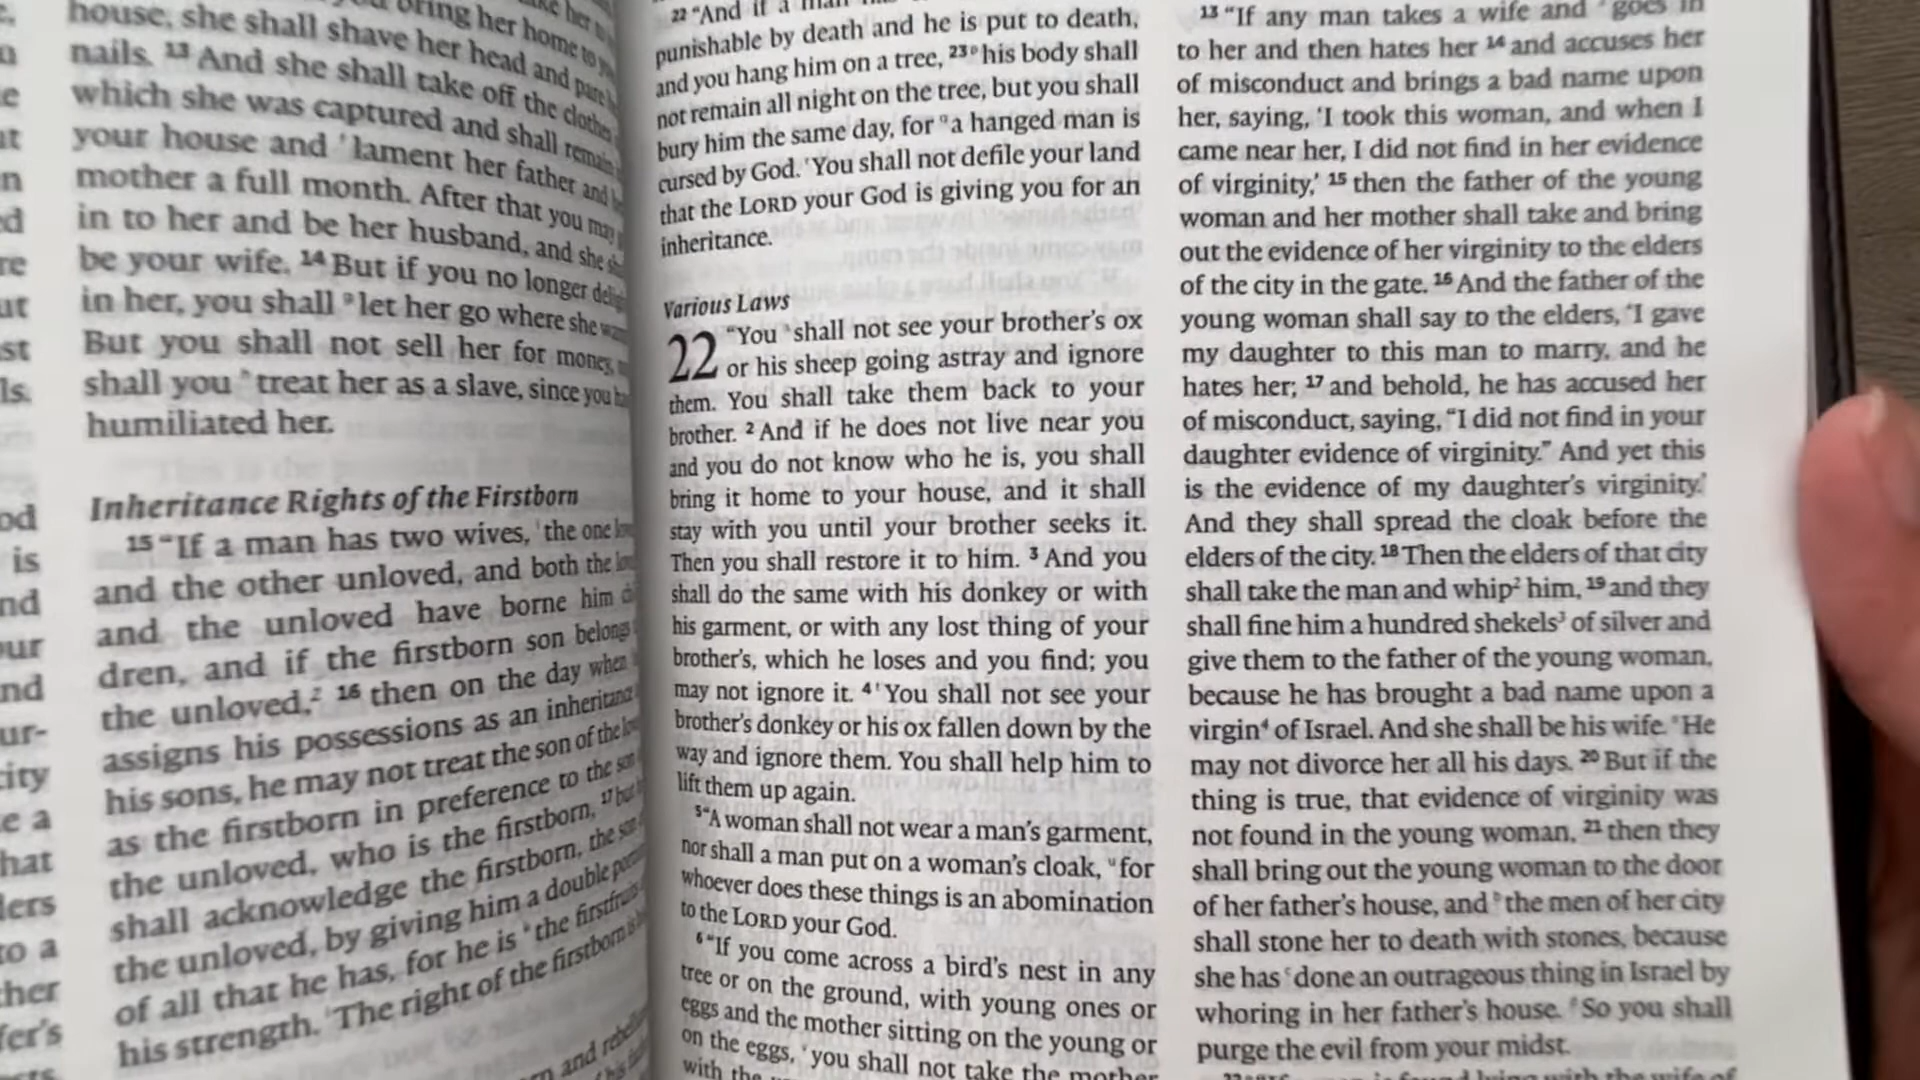 house, she shall shave her head and pare
nails. 13 And she shall take off the clothes
which she was captured and shall remain
your house and lament her father and
mother a full month. After that you may
in to her and be her husband, and she
be your wife. 14 But if you no longer
in her, you shall let her go where she
But you shall not sell her for money,
shall you treat her as a slave, since you
humiliated her.
Inheritance Rights of the Firstborn
15 “If a man has two wives, the one
and the other unloved, and both the
and the unloved have borne him
dren, and if the firstborn son belongs
the unloved,2 16 then on the day when
assigns his possessions as an inheritance
his sons, he may not treat the son of the
as the firstborn in preference to the son
the unloved, who is the firstborn, 17
shall acknowledge the firstborn, the
the unloved, by giving him a double
of all that he has, for he is the
his strength. The right of the firstborn
22 “And if a man
punishable by death and he is put to death,
and you hang him on a tree, 23 his body shall
not remain all night on the tree, but you shall
bury him the same day, for a hanged man is
cursed by God. You shall not defile your land
that the LORD your God is giving you for an
inheritance.
Various Laws
22 “You shall not see your brother’s ox
or his sheep going astray and ignore
them. You shall take them back to your
brother. 2 And if he does not live near you
and you do not know who he is, you shall
bring it home to your house, and it shall
stay with you until your brother seeks it.
Then you shall restore it to him. 3 And you
shall do the same with his donkey or with
his garment, or with any lost thing of your
brother’s, which he loses and you find; you
may not ignore it. 4 You shall not see your
brother’s donkey or his ox fallen down by the
way and ignore them. You shall help him to
lift them up again.
5 “A woman shall not wear a man’s garment,
nor shall a man put on a woman’s cloak, for
whoever does these things is an abomination
to the LORD your God.
6 “If you come across a bird’s nest in any
tree or on the ground, with young ones or
eggs and the mother sitting on the young or
on the eggs, you shall not take the mother
with the
13 “If any man takes a wife and goes in
to her and then hates her 14 and accuses her
of misconduct and brings a bad name upon
her, saying, ‘I took this woman, and when I
came near her, I did not find in her evidence
of virginity,’ 15 then the father of the young
woman and her mother shall take and bring
out the evidence of her virginity to the elders
of the city in the gate. 16 And the father of the
young woman shall say to the elders, ‘I gave
my daughter to this man to marry, and he
hates her; 17 and behold, he has accused her
of misconduct, saying, “I did not find in your
daughter evidence of virginity.” And yet this
is the evidence of my daughter’s virginity.’
And they shall spread the cloak before the
elders of the city. 18 Then the elders of that city
shall take the man and whip2 him, 19 and they
shall fine him a hundred shekels3 of silver and
give them to the father of the young woman,
because he has brought a bad name upon a
virgin4 of Israel. And she shall be his wife. He
may not divorce her all his days. 20 But if the
thing is true, that evidence of virginity was
not found in the young woman, 21 then they
shall bring out the young woman to the door
of her father’s house, and the men of her city
shall stone her to death with stones, because
she has done an outrageous thing in Israel by
whoring in her father’s house. So you shall
purge the evil from your midst.